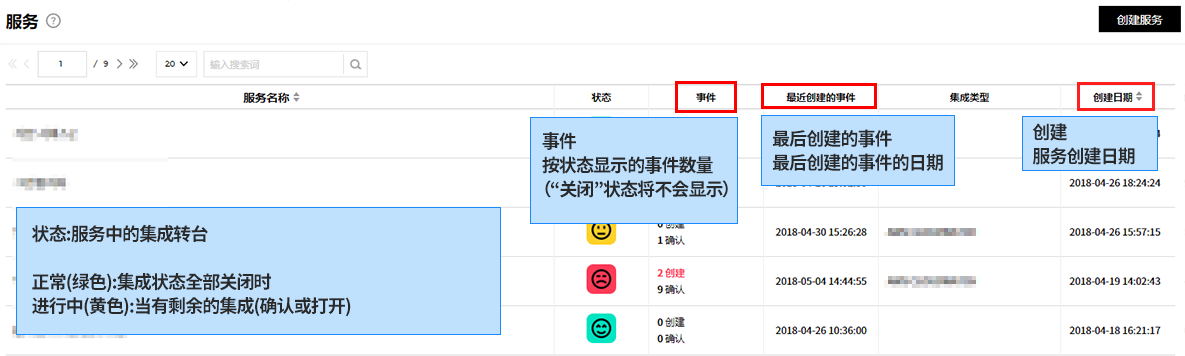 服务 ?
创建服务
1 / 9 20 输入搜索词
服务名称 状态 事件 最近创建的事件 集成类型 创建日期
事件
按状态显示的事件数量
(“关闭”状态将不会显示)
最后创建的事件
最后创建的事件的日期
创建
服务创建日期
2018-04-26 18:24:24
状态:服务中的集成转台
正常(绿色):集成状态全部关闭时
进行中(黄色):当有剩余的集成(确认或打开)
0 创建
1 确认
2018-04-30 15:26:28
2018-04-26 15:57:15
2 创建
9 确认
2018-05-04 14:44:55
2018-04-19 14:02:43
0 创建
0 确认
2018-04-26 10:36:00
2018-04-18 16:21:17